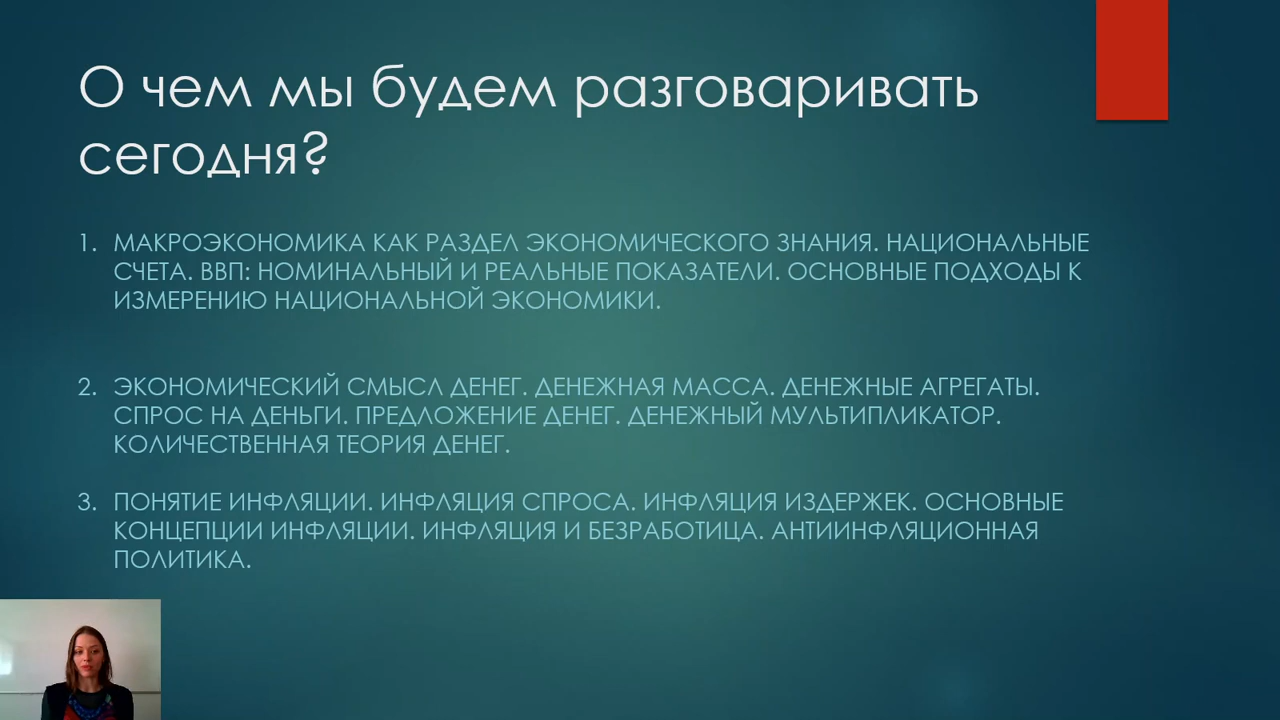 О чем мы будем разговаривать
сегодня?
1. МАКРОЭКОНОМИКА КАК РАЗДЕЛ ЭКОНОМИЧЕСКОГО ЗНАНИЯ. НАЦИОНАЛЬНЫЕ
СЧЕТА. ВВП: НОМИНАЛЬНЫЙ И РЕАЛЬНЫЕ ПОКАЗАТЕЛИ. ОСНОВНЫЕ ПОДХОДЫ К
ИЗМЕРЕНИЮ НАЦИОНАЛЬНОЙ ЭКОНОМИКИ.
2. ЭКОНОМИЧЕСКИЙ СМЫСЛ ДЕНЕГ. ДЕНЕЖНАЯ МАССА. ДЕНЕЖНЫЕ АГРЕГАТЫ.
СПРОС НА ДЕНЬГИ. ПРЕДЛОЖЕНИЕ ДЕНЕГ. ДЕНЕЖНЫЙ МУЛЬТИПЛИКАТОР.
КОЛИЧЕСТВЕННАЯ ТЕОРИЯ ДЕНЕГ.
3. ПОНЯТИЕ ИНФЛЯЦИИ. ИНФЛЯЦИЯ СПРОСА. ИНФЛЯЦИЯ ИЗДЕРЖЕК. ОСНОВНЫЕ
КОНЦЕПЦИИ ИНФЛЯЦИИ. ИНФЛЯЦИЯ И БЕЗРАБОТИЦА. АНТИИНФЛЯЦИОННАЯ
ПОЛИТИКА.